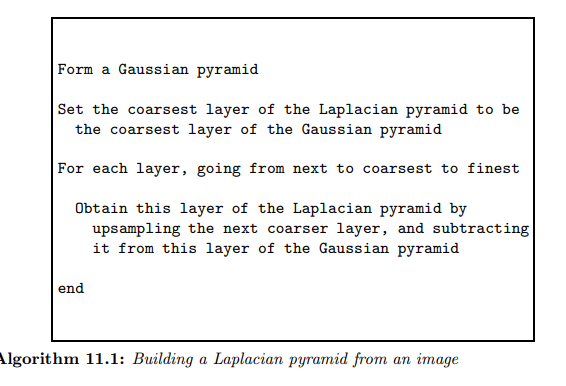 Form a Gaussian pyramid
Set the coarsest layer of the Laplacian pyramid to be
the coarsest layer of the Gaussian pyramid
For each layer, going from next to coarsest to finest
Obtain this layer of the Laplacian pyramid by
upsampling the next coarser layer, and subtracting
it from this layer of the Gaussian pyramid
end
Algorithm 11.1: Building a Laplacian pyramid from an image